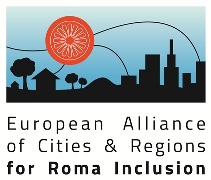 European Alliance
of Cities & Regions
for Roma Inclusion